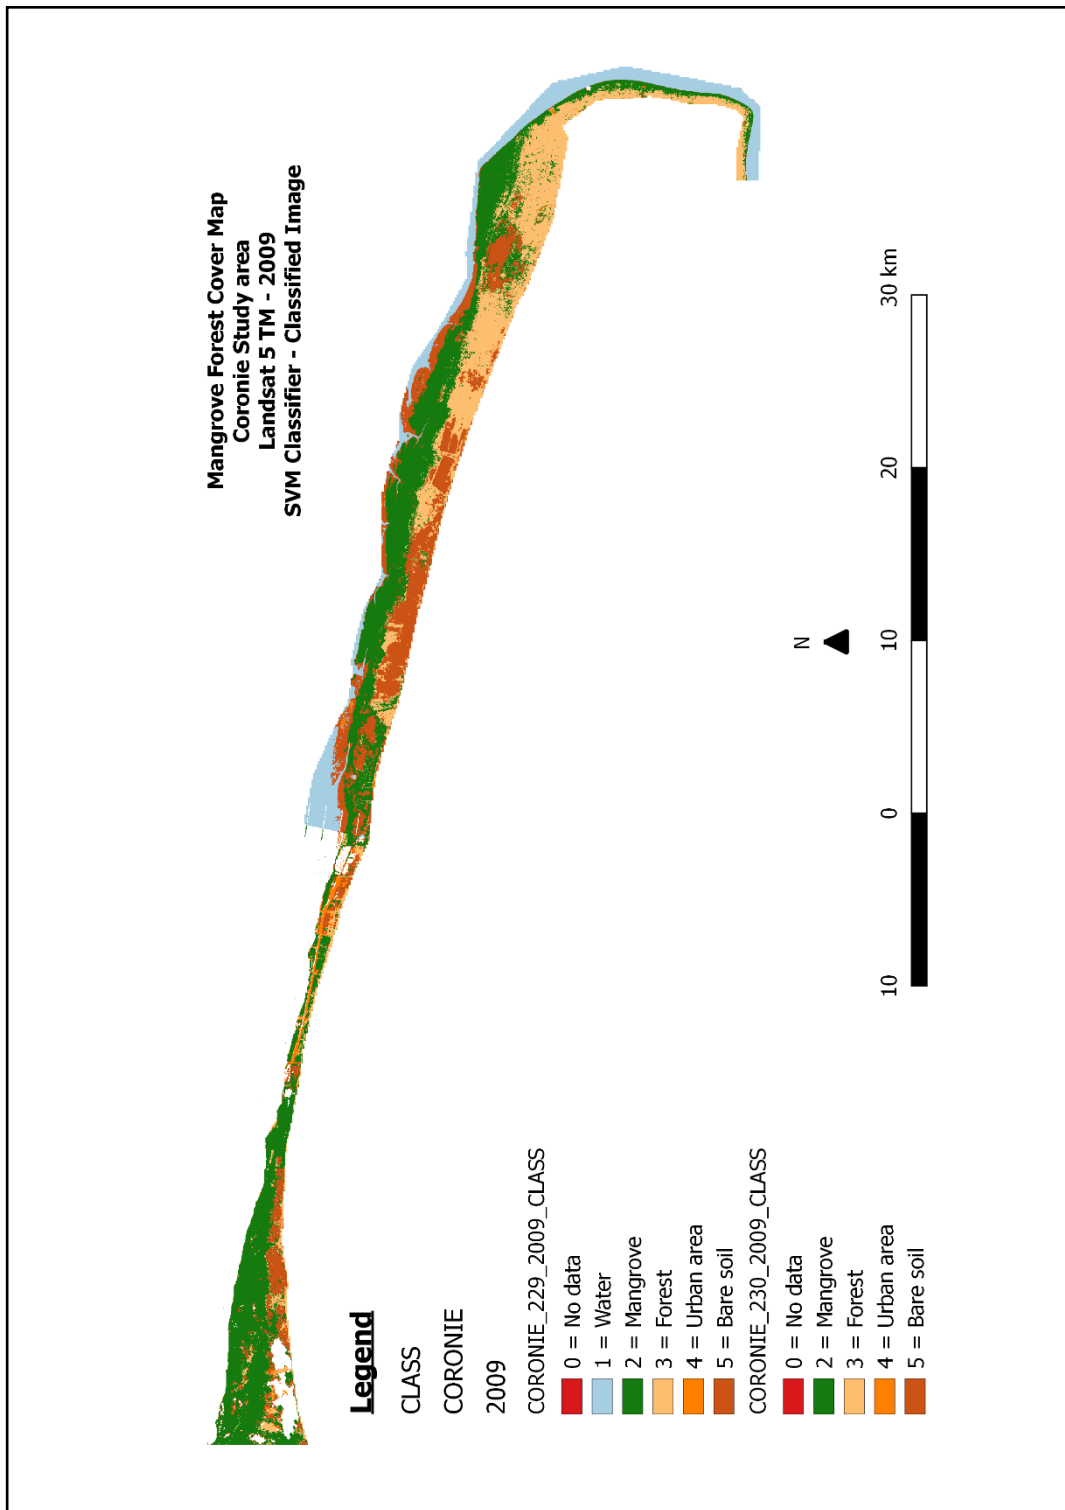 Mangrove Forest Cover Map
Coronie Study area
Landsat 5 TM - 2009
SVM Classifier - Classified Image
Legend
CLASS
CORONIE
2009
CORONIE_229_2009_CLASS
0 = No data
1 = Water
2 = Mangrove
3 = Forest
4 = Urban area
5 = Bare soil
CORONIE_230_2009_CLASS
0 = No data
2 = Mangrove
3 = Forest
4 = Urban area
5 = Bare soil
N
10 0 10 20 30 km